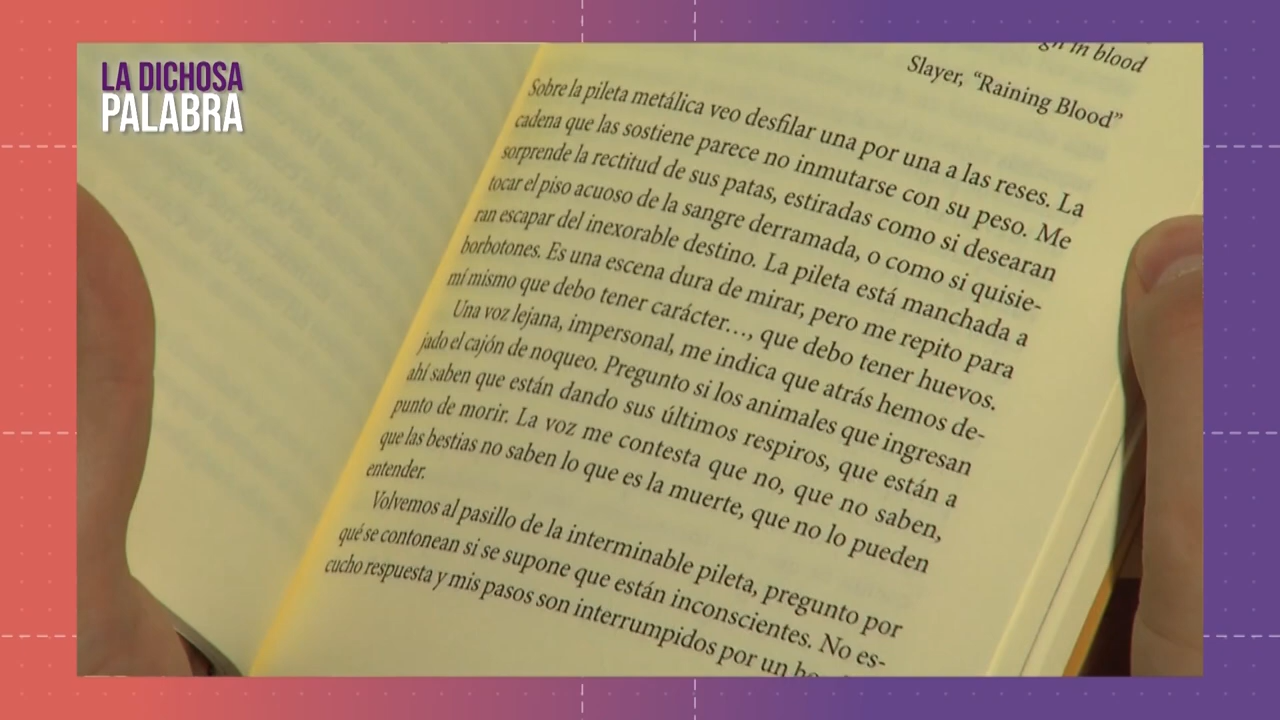 LA DICHOSA
PALABRA
in blood
Slayer, “Raining Blood”
Sobre la pileta metálica veo desfilar una por una a las reses. La
cadena que las sostiene parece no inmutarse con su peso. Me
sorprende la rectitud de sus patas, estiradas como si desearan
tocar el piso acuoso de la sangre derramada, o como si quisie-
ran escapar del inexorable destino. La pileta está manchada a
borbotones. Es una escena dura de mirar, pero me repito para
mí mismo que debo tener carácter…, que debo tener huevos.
Una voz lejana, impersonal, me indica que atrás hemos de-
jado el cajón de noqueo. Pregunto si los animales que ingresan
ahí saben que están dando sus últimos respiros, que están a
punto de morir. La voz me contesta que no, que no saben,
que las bestias no saben lo que es la muerte, que no lo pueden
entender.
Volvemos al pasillo de la interminable pileta, pregunto por
qué se contonean si se supone que están inconscientes. No es-
cucho respuesta y mis pasos son interrumpidos por un